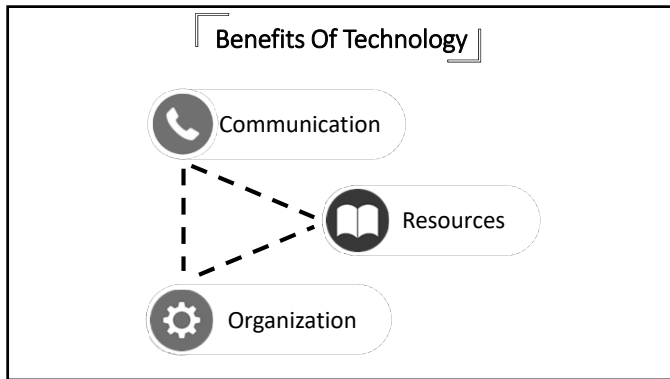 Benefits Of Technology
Communication
Resources
Organization